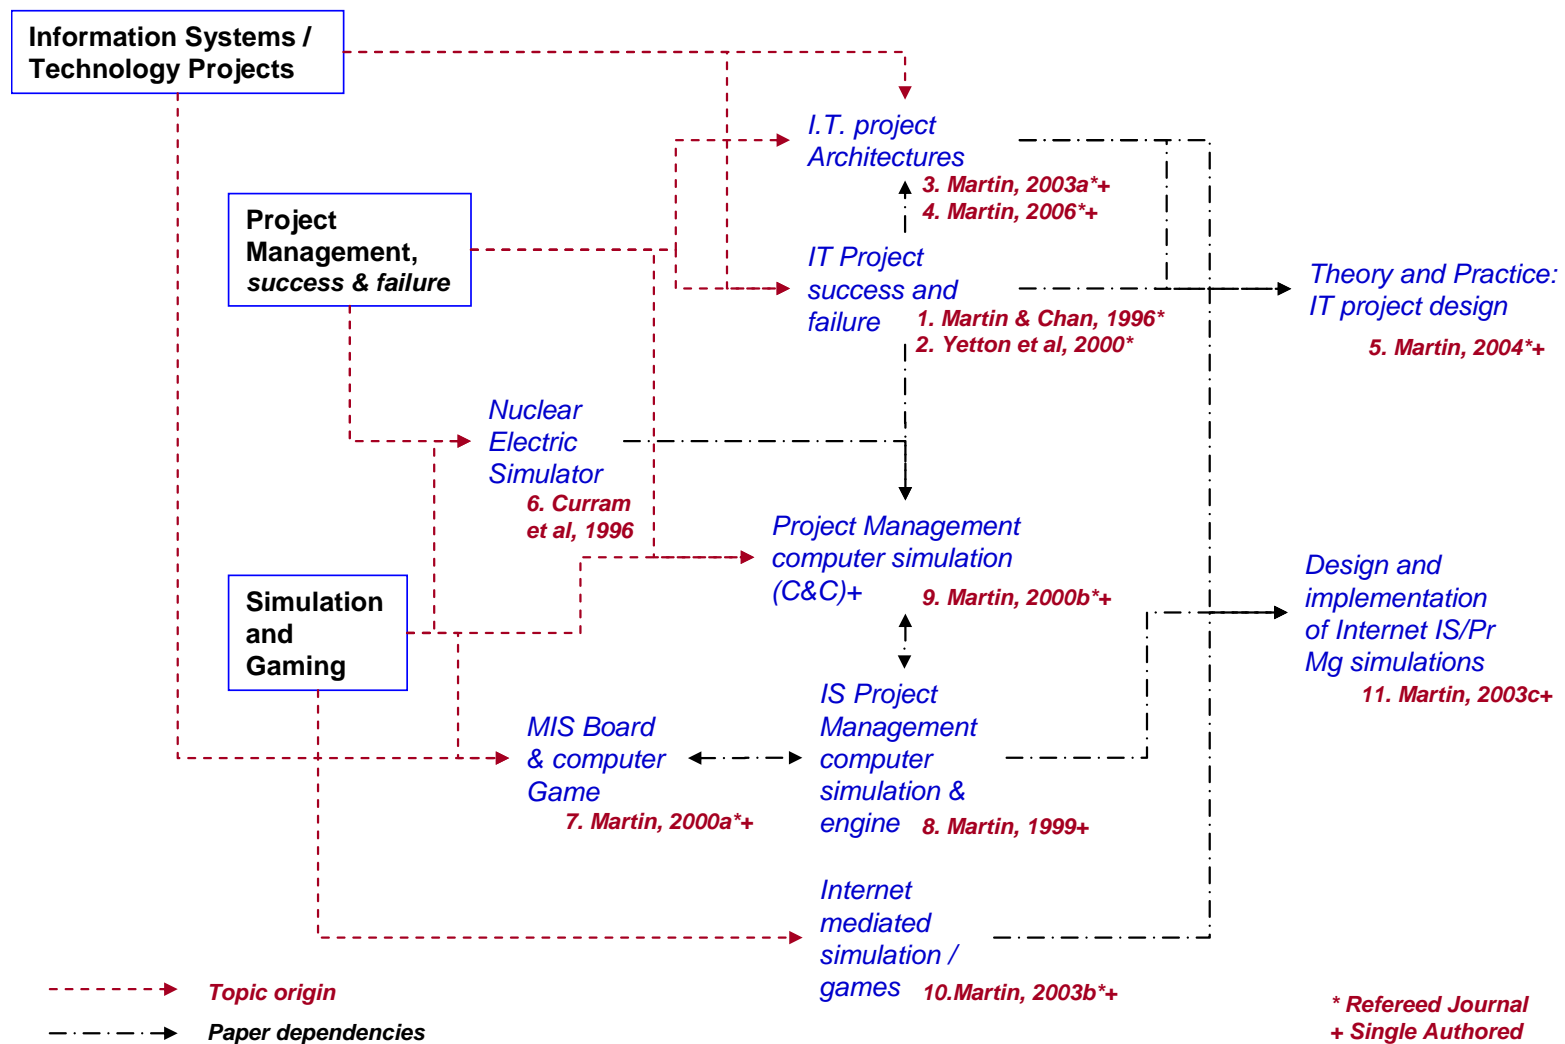 Information Systems /
Technology Projects
I.T. project
Architectures
3. Martin, 2003a*+
4. Martin, 2006*+
Project
Management,
success & failure
IT Project
success and
failure
1. Martin & Chan, 1996*
2. Yetton et al, 2000*
Theory and Practice:
IT project design
5. Martin, 2004*+
Nuclear
Electric
Simulator
6. Curram
et al, 1996
Project Management
computer simulation
(C&C)+
9. Martin, 2000b*+
Simulation
and
Gaming
Design and
implementation
of Internet IS/Pr
Mg simulations
11. Martin, 2003c+
MIS Board
& computer
Game
7. Martin, 2000a*+
IS Project
Management
computer
simulation &
engine
8. Martin, 1999+
Internet
mediated
simulation /
games
10.Martin, 2003b*+
Topic origin
Paper dependencies
* Refereed Journal
+ Single Authored